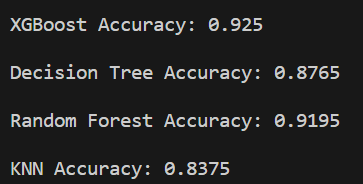 XGBoost Accuracy: 0.925
Decision Tree Accuracy: 0.8765
Random Forest Accuracy: 0.9195
KNN Accuracy: 0.8375